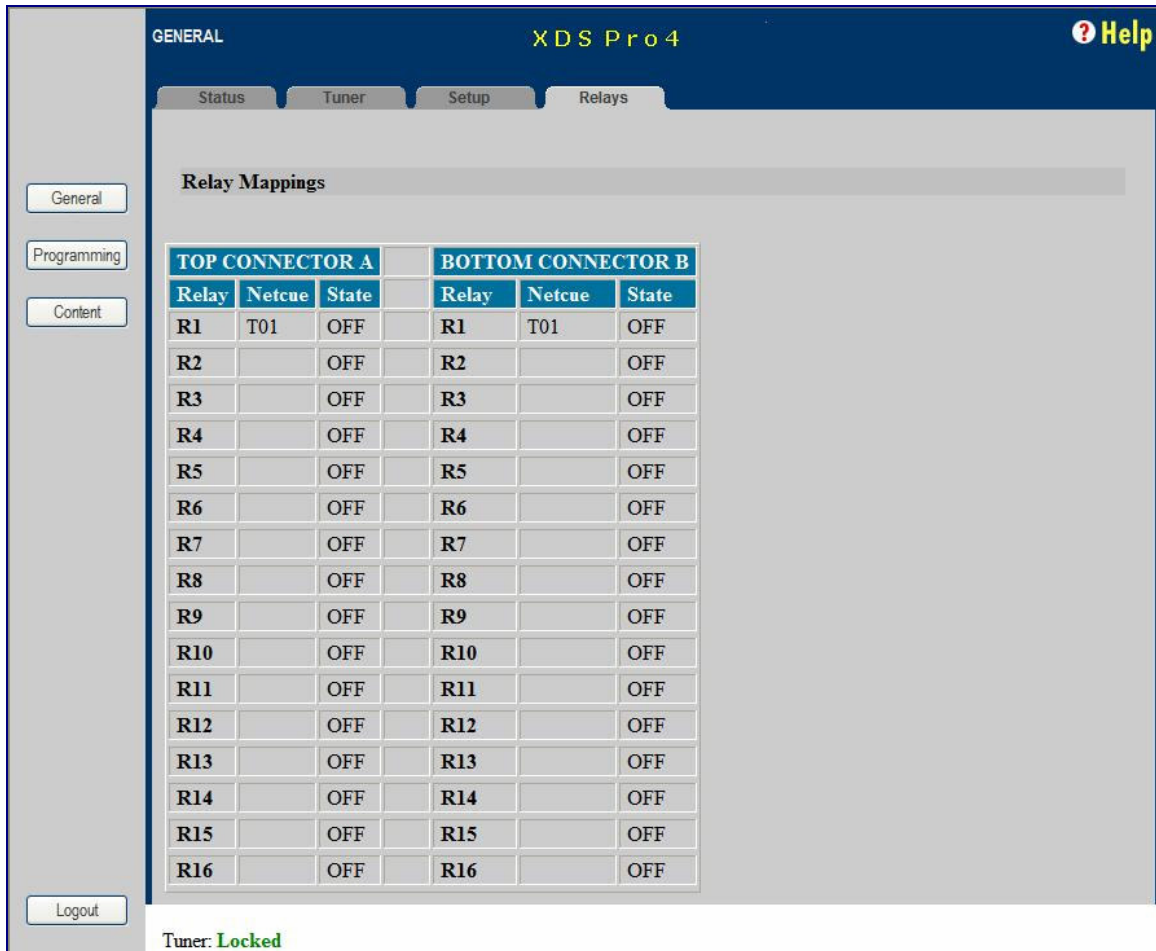 GENERAL
XDS Pro4
? Help
Status Tuner Setup Relays
Relay Mappings
General
Programming
Content
TOP CONNECTOR A BOTTOM CONNECTOR B
Relay Netcue State Relay Netcue State
R1 T01 OFF R1 T01 OFF
R2 OFF R2 OFF
R3 OFF R3 OFF
R4 OFF R4 OFF
R5 OFF R5 OFF
R6 OFF R6 OFF
R7 OFF R7 OFF
R8 OFF R8 OFF
R9 OFF R9 OFF
R10 OFF R10 OFF
R11 OFF R11 OFF
R12 OFF R12 OFF
R13 OFF R13 OFF
R14 OFF R14 OFF
R15 OFF R15 OFF
R16 OFF R16 OFF
Logout
Tuner: Locked